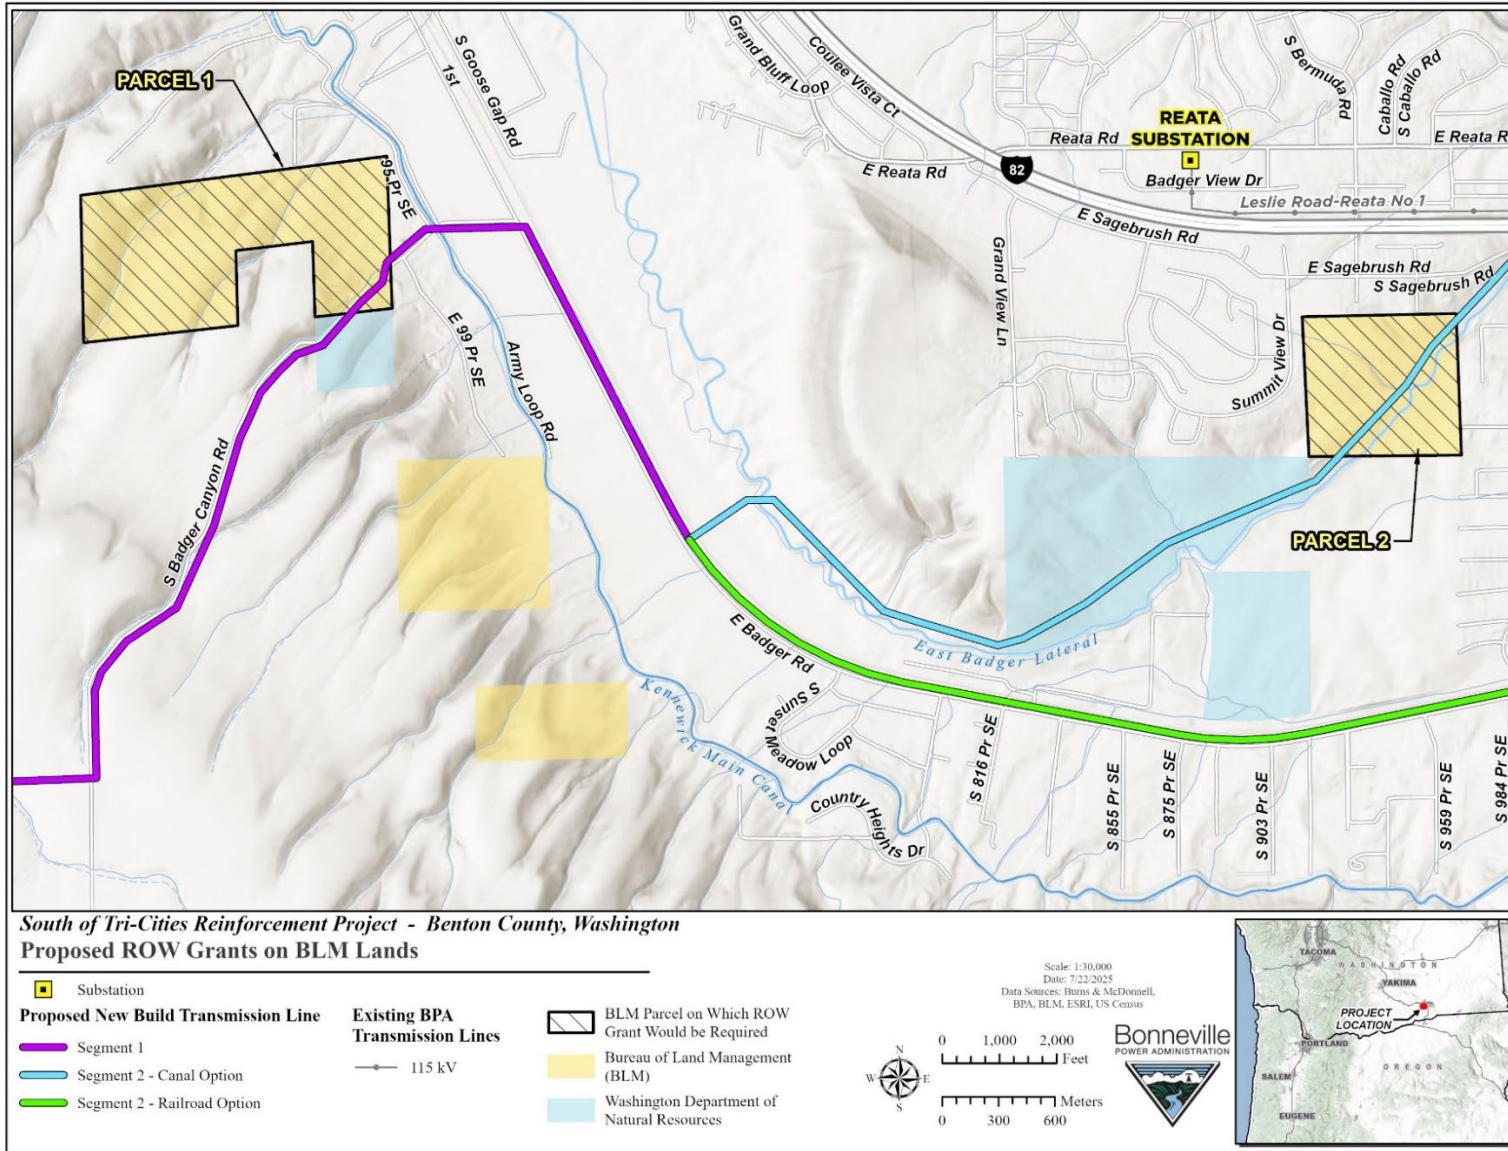 PARCEL 1
S Goose Gap Rd
1st
Grand Bluff Loop
Coulee Vista Ct
S Bermuda Rd
Caballo Rd
S Caballo Rd
REATA
SUBSTATION
Reata Rd
E Reata R
E Reata Rd
82
Badger View Dr
Leslie Road-Reata No 1
95 Pr SE
E Sagebrush Rd
Grand View Ln
E Sagebrush Rd
S Sagebrush Rd
E 99 Pr SE
Army Loop Rd
Summit View Dr
S Badger Canyon Rd
PARCEL 2
E Badger Rd
East Badger Lateral
Kennewick Main Canal
S Sunset Meadow Loop
S 816 Pr SE
Country Heights Dr
S 855 Pr SE
S 875 Pr SE
S 903 Pr SE
S 959 Pr SE
S 984 Pr SE
South of Tri-Cities Reinforcement Project - Benton County, Washington
Proposed ROW Grants on BLM Lands
Substation
Proposed New Build Transmission Line
Segment 1
Segment 2 - Canal Option
Segment 2 - Railroad Option
Existing BPA
Transmission Lines
115 kV
BLM Parcel on Which ROW
Grant Would be Required
Bureau of Land Management
(BLM)
Washington Department of
Natural Resources
Scale: 1:30,000
Date: 7/22/2025
Data Sources: Burns & McDonnell,
BPA, BLM, ESRI, US Census
N
W E
S
0 1,000 2,000
Feet
Meters
0 300 600
Bonneville
POWER ADMINISTRATION
TACOMA
WASHINGTON
YAKIMA
PROJECT
LOCATION
PORTLAND
SALEM
OREGON
EUGENE